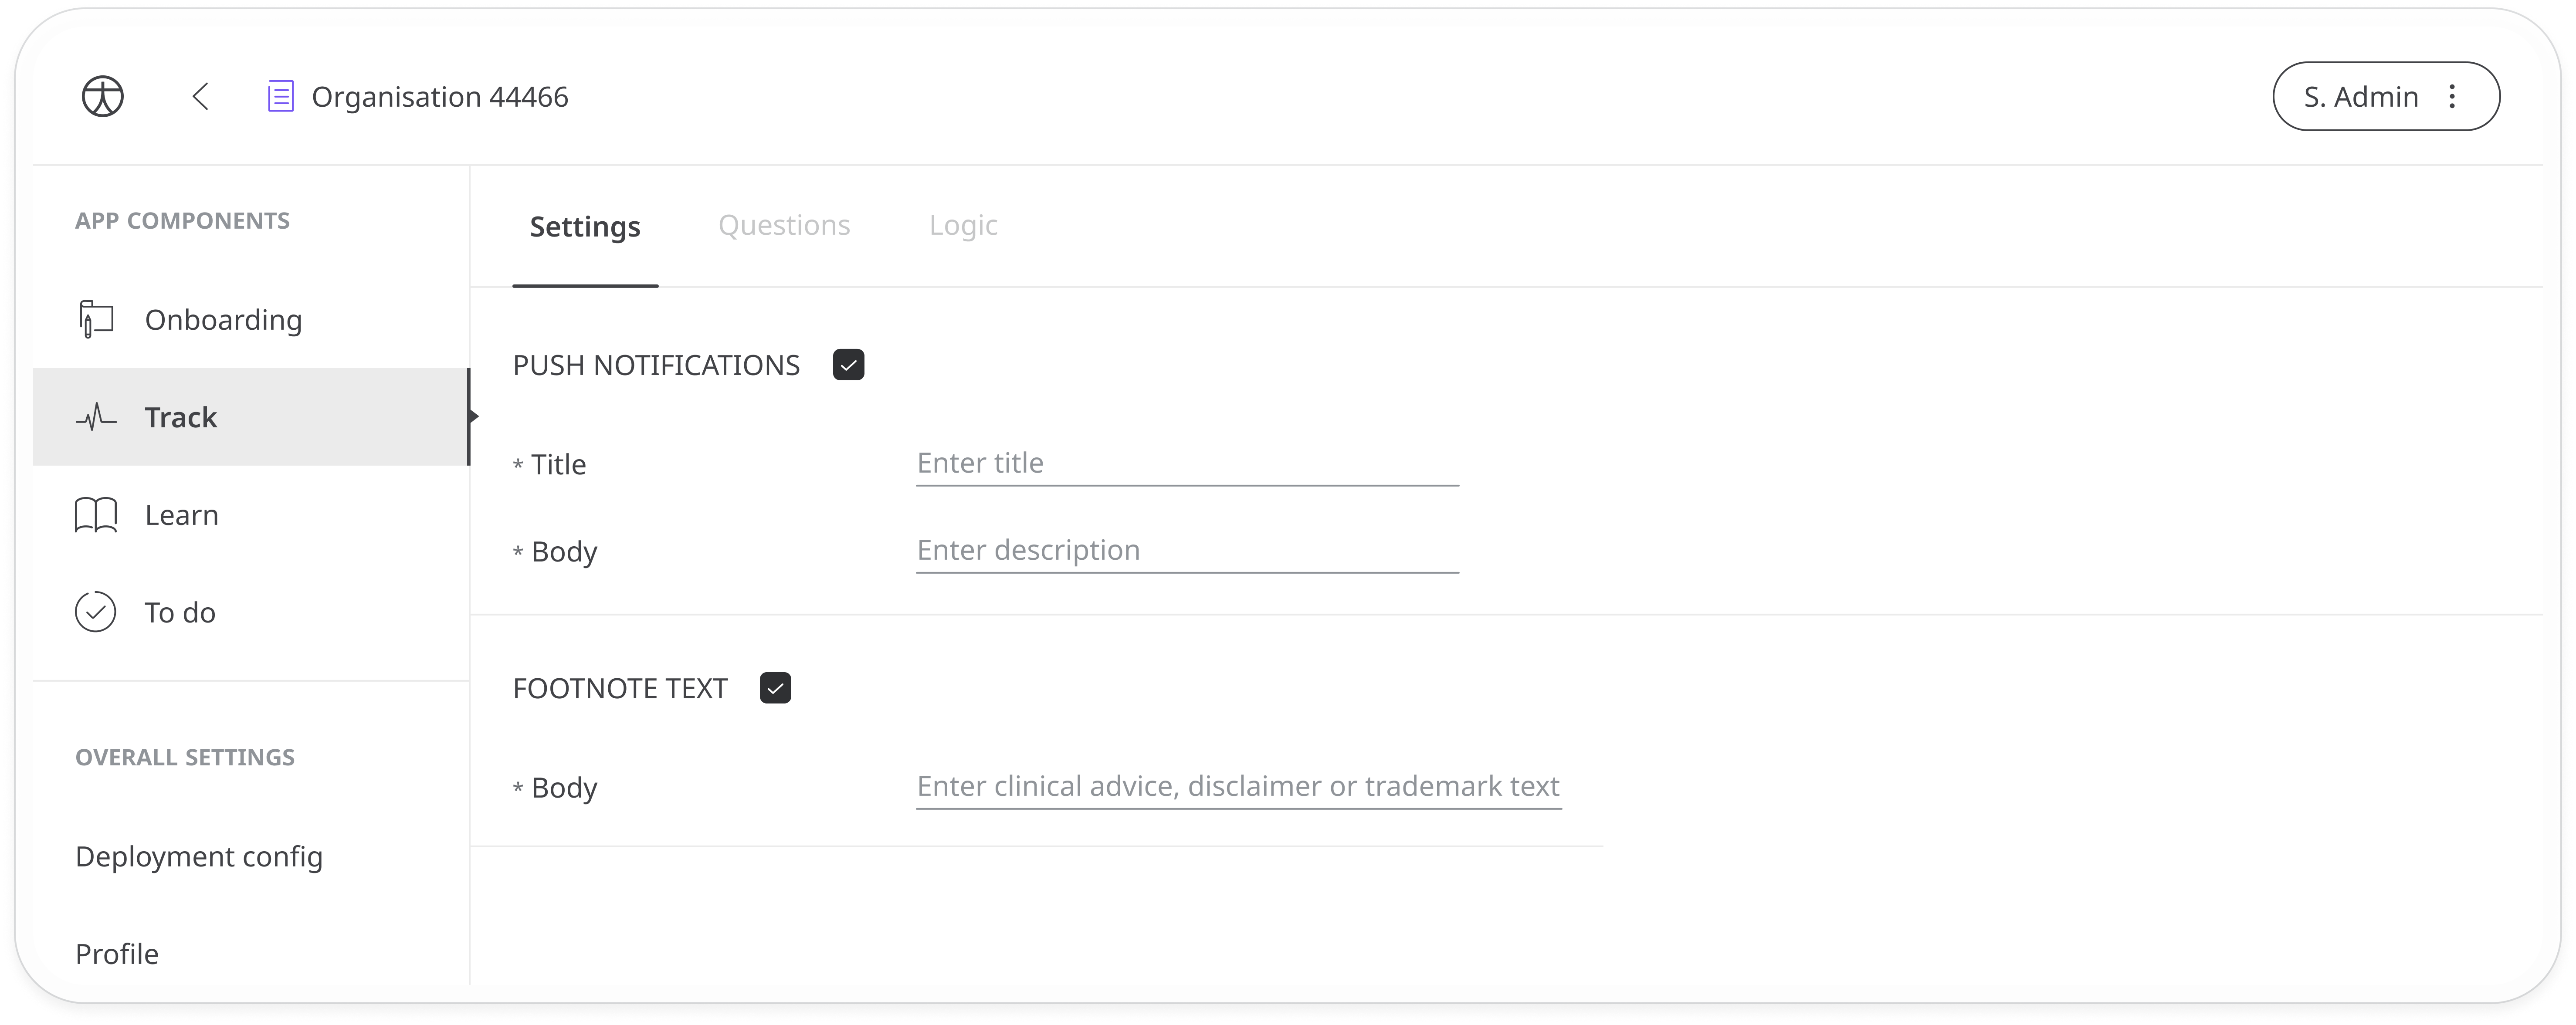 Organisation 44466
S. Admin
APP COMPONENTS
Onboarding
Track
Learn
To do
OVERALL SETTINGS
Deployment config
Profile
Settings
Questions
Logic
PUSH NOTIFICATIONS
* Title
Enter title
* Body
Enter description
FOOTNOTE TEXT
* Body
Enter clinical advice, disclaimer or trademark text